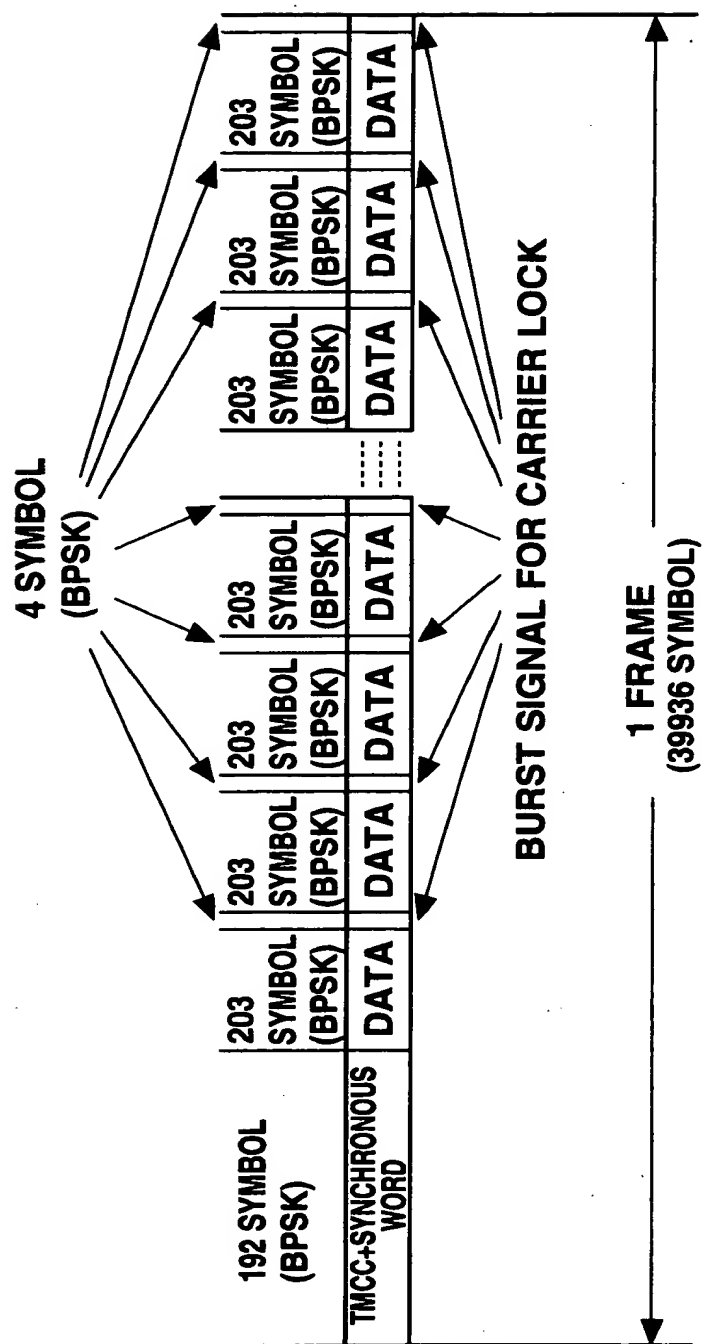 4 SYMBOL
(BPSK)
192 SYMBOL
(BPSK)
203
SYMBOL
(BPSK)
203
SYMBOL
(BPSK)
203
SYMBOL
(BPSK)
203
SYMBOL
(BPSK)
203
SYMBOL
(BPSK)
203
SYMBOL
(BPSK)
203
SYMBOL
(BPSK)
TMCC+SYNCHRONOUS
WORD
DATA
DATA
DATA
DATA
DATA
DATA
DATA
BURST SIGNAL FOR CARRIER LOCK
1 FRAME
(39936 SYMBOL)